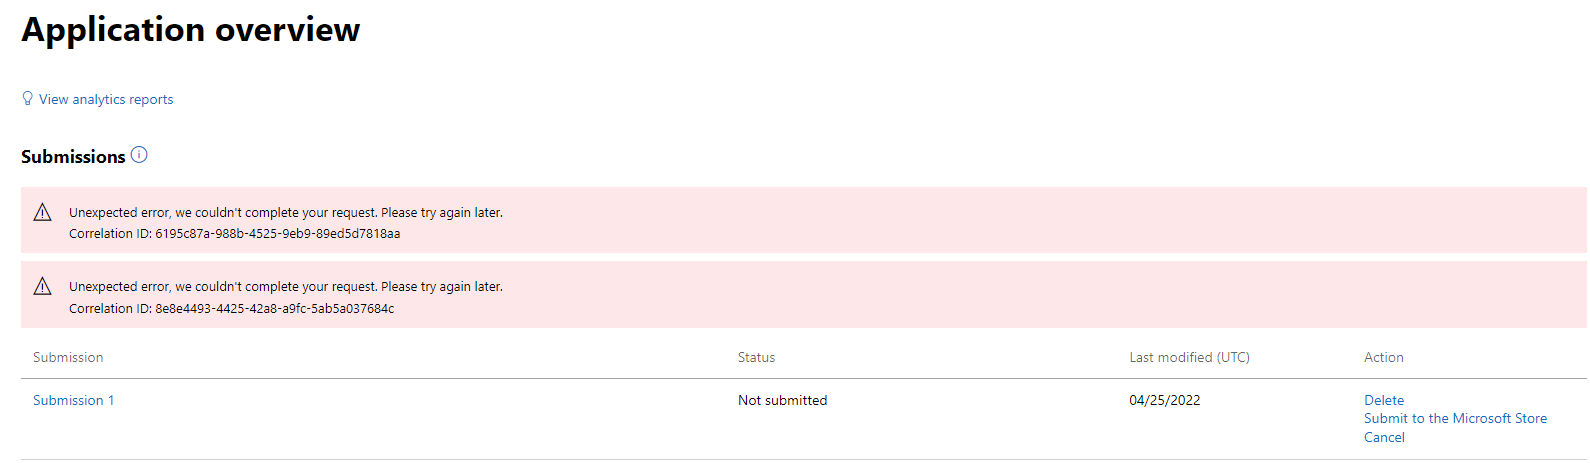 Application overview
View analytics reports
Submissions
Unexpected error, we couldn't complete your request. Please try again later.
Correlation ID: 6195c87a-988b-4525-9eb9-89ed5d7818aa
Unexpected error, we couldn't complete your request. Please try again later.
Correlation ID: 8e8e4493-4425-42a8-a9fc-5ab5a037684c
Submission Status Last modified (UTC) Action
Submission 1 Not submitted 04/25/2022 Delete
Submit to the Microsoft Store
Cancel